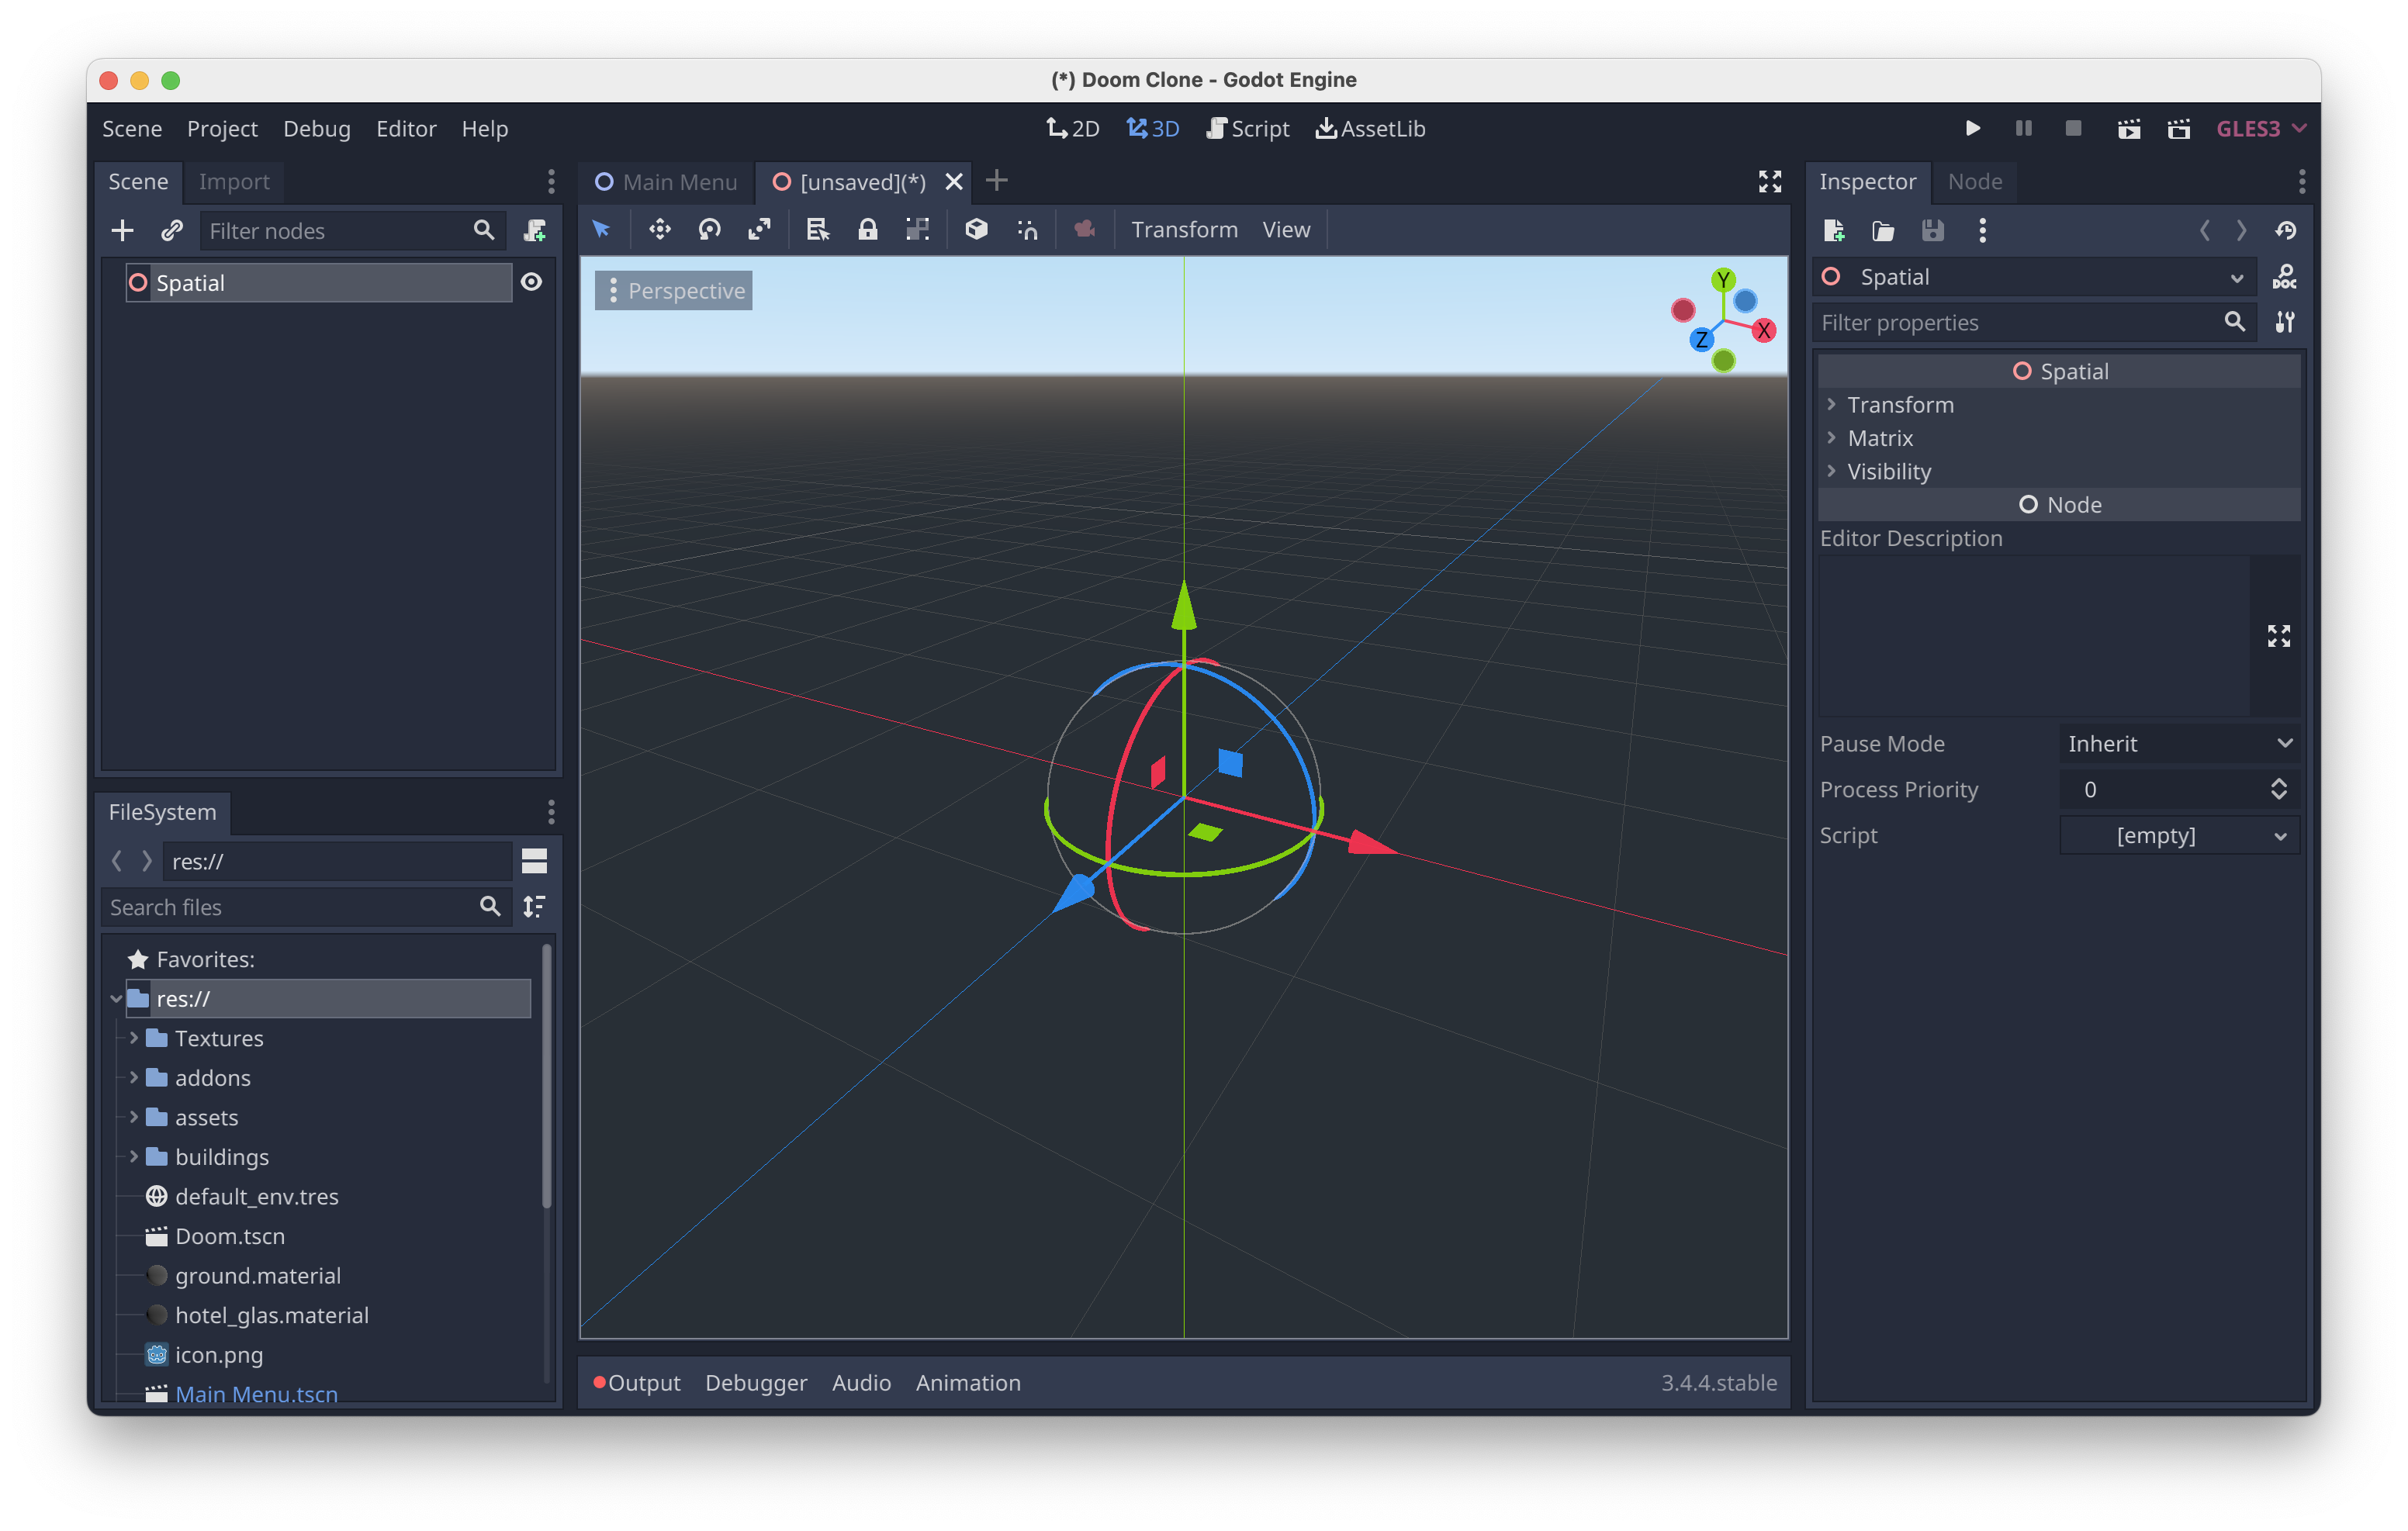 (*) Doom Clone - Godot Engine
Scene Project Debug Editor Help
2D 3D Script AssetLib
GLES3
Scene Import
Filter nodes
Spatial
FileSystem
res://
Search files
Favorites:
res://
Textures
addons
assets
buildings
default_env.tres
Doom.tscn
ground.material
hotel_glas.material
icon.png
Main Menu.tscn
Main Menu [unsaved](*)
Transform View
Perspective
Y
X
Z
Output Debugger Audio Animation 3.4.4.stable
Inspector Node
Spatial
DOC
Filter properties
Spatial
Transform
Matrix
Visibility
Node
Editor Description
Pause Mode Inherit
Process Priority 0
Script [empty]